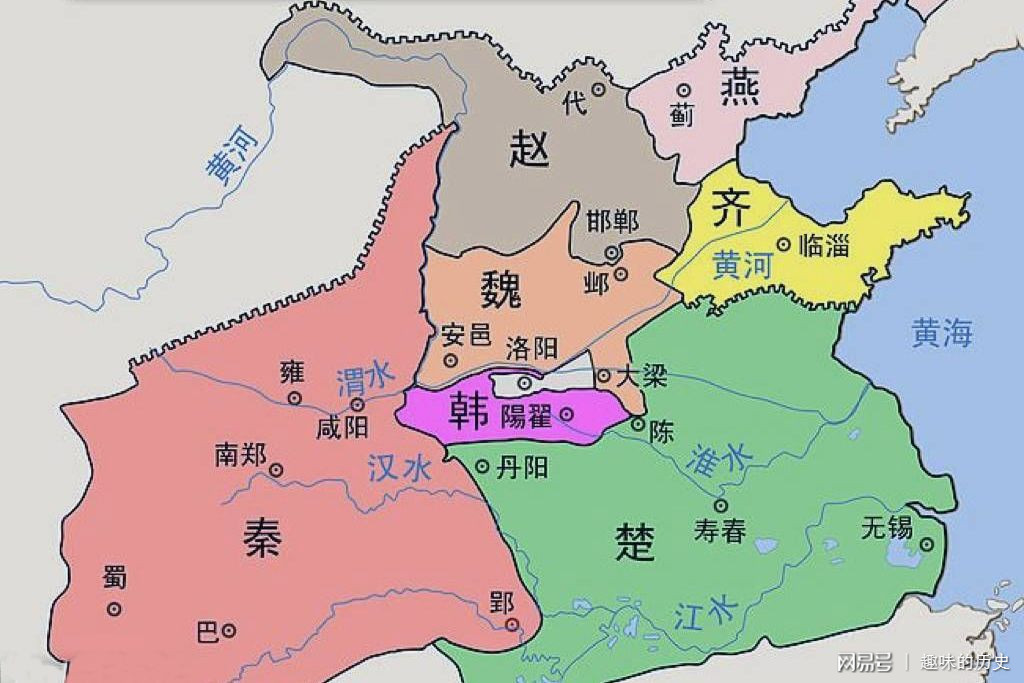 燕
代
蓟
赵
黄河
齐
邯郸
临淄
黄河
邺
魏
黄海
安邑
洛阳
雍
渭水
大梁
韩
陽翟
咸阳
陈
南郑
汉水
丹阳
淮水
寿春
秦
楚
无锡
蜀
郢
江水
巴
网易号 | 趣味的历史